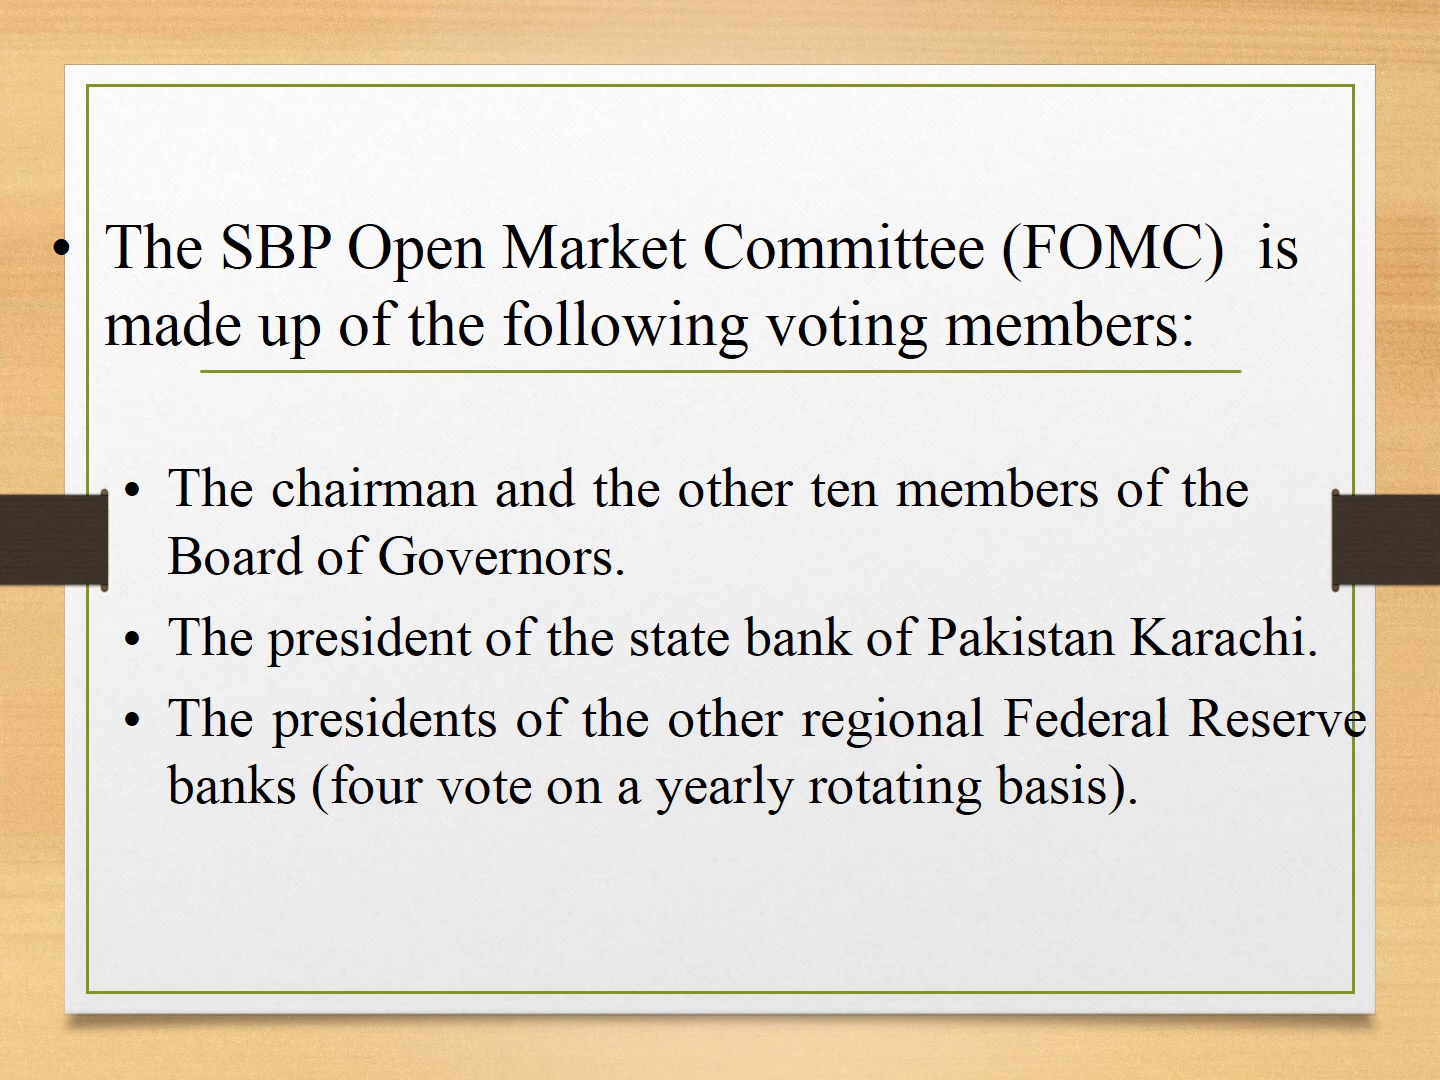 • The SBP Open Market Committee (FOMC)  is
made up of the following voting members:
• The chairman and the other ten members of the
Board of Governors.
• The president of the state bank of Pakistan Karachi.
• The presidents of the other regional Federal Reserve
banks (four vote on a yearly rotating basis).